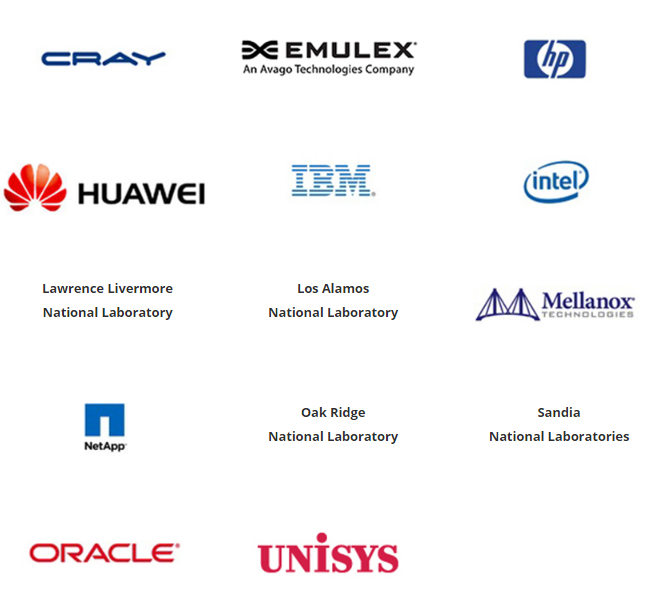 CRAY
EMULEX®
An Avago Technologies Company
hp
HUAWEI
IBM®
intel®
Lawrence Livermore
National Laboratory
Los Alamos
National Laboratory
Mellanox®
TECHNOLOGIES
NetApp®
Oak Ridge
National Laboratory
Sandia
National Laboratories
ORACLE®
UNiSYS